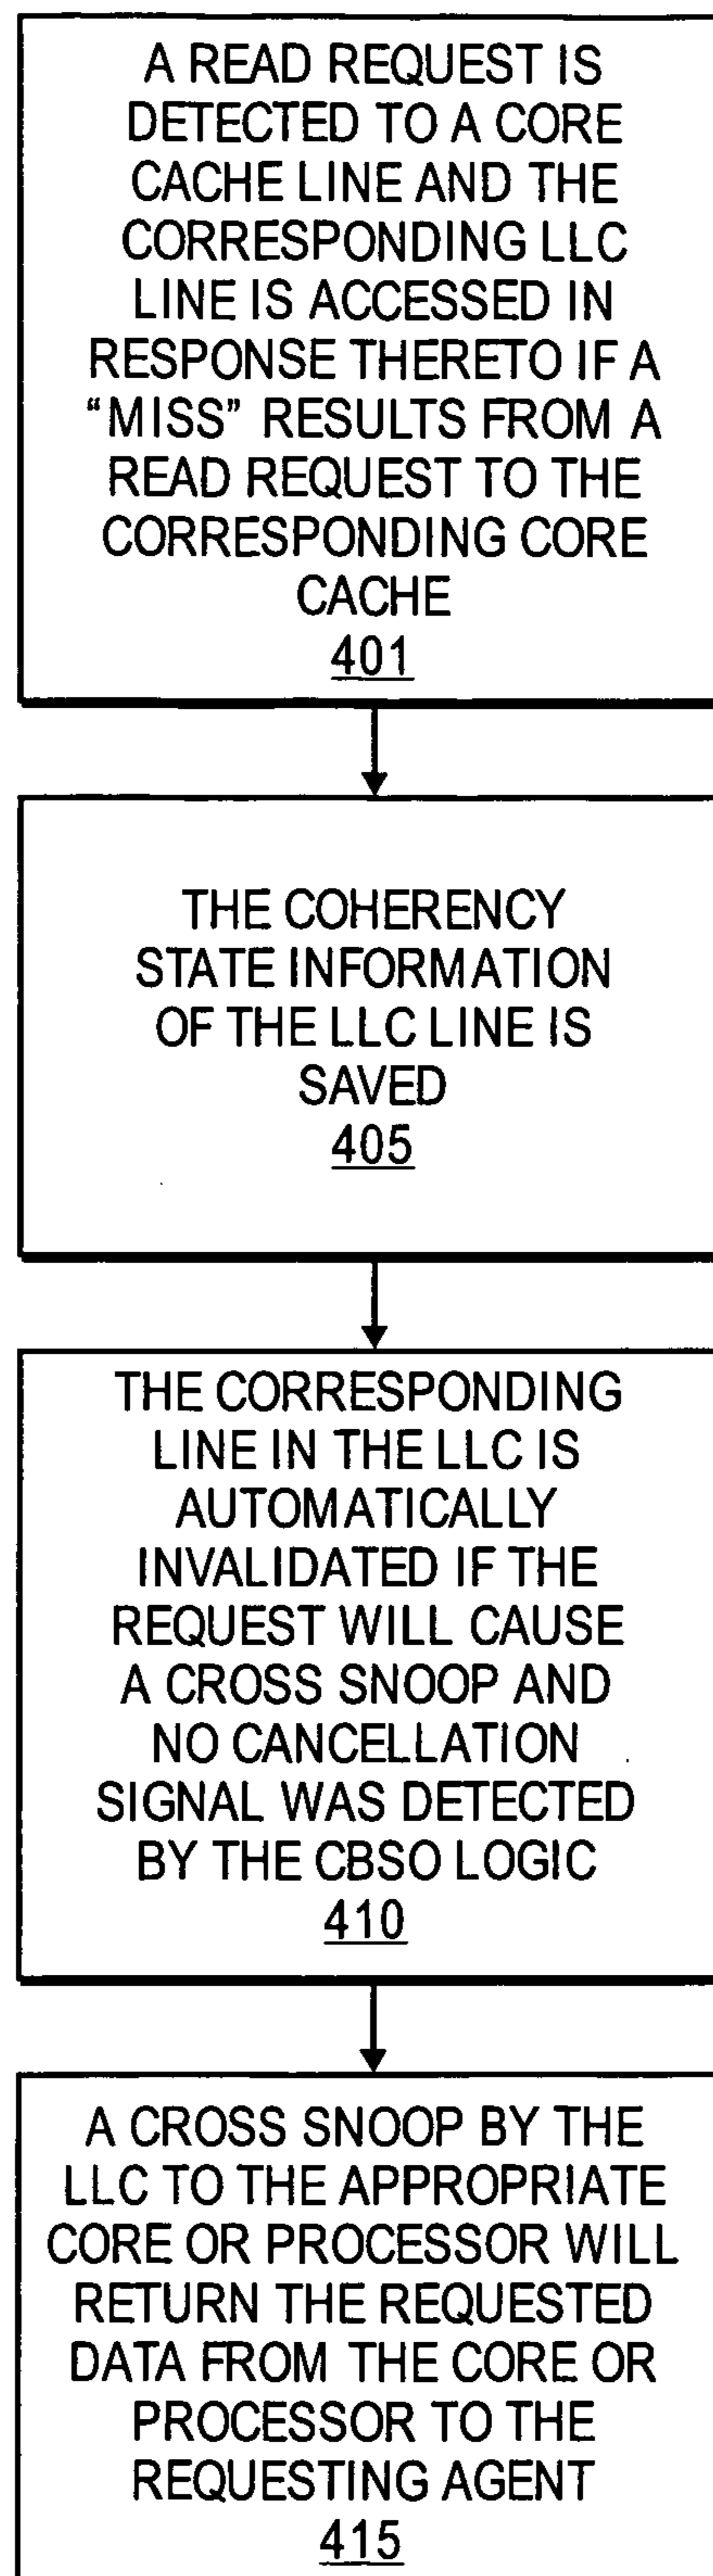 A READ REQUEST IS
DETECTED TO A CORE
CACHE LINE AND THE
CORRESPONDING LLC
LINE IS ACCESSED IN
RESPONSE THERETO IF A
“MISS” RESULTS FROM A
READ REQUEST TO THE
CORRESPONDING CORE
CACHE
401
THE COHERENCY
STATE INFORMATION
OF THE LLC LINE IS
SAVED
405
THE CORRESPONDING
LINE IN THE LLC IS
AUTOMATICALLY
INVALIDATED IF THE
REQUEST WILL CAUSE
A CROSS SNOOP AND
NO CANCELLATION
SIGNAL WAS DETECTED
BY THE CBSO LOGIC
410
A CROSS SNOOP BY THE
LLC TO THE APPROPRIATE
CORE OR PROCESSOR WILL
RETURN THE REQUESTED
DATA FROM THE CORE OR
PROCESSOR TO THE
REQUESTING AGENT
415